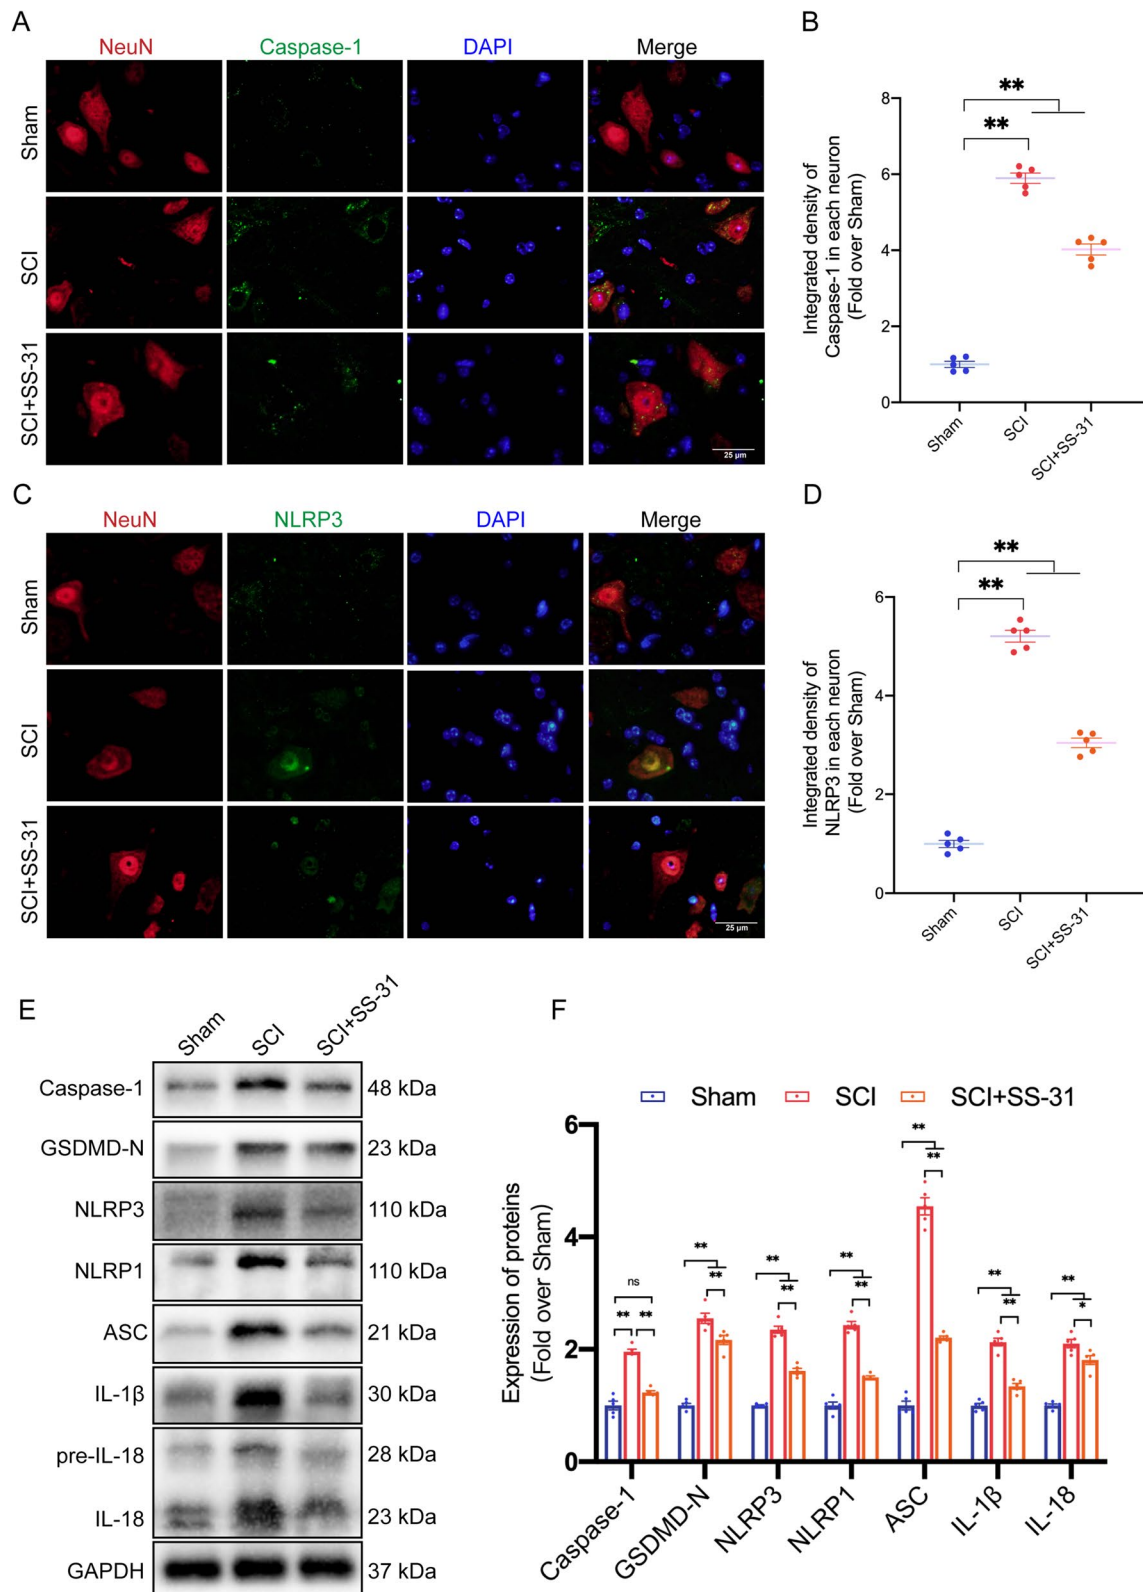 A
NeuN
Caspase-1
DAPI
Merge
Sham
SCI
SCI+SS-31
25 μm
B
Integrated density of
Caspase-1 in each neuron
(Fold over Sham)
8
6
4
2
0
**
**
Sham
SCI
SCI+SS-31
C
NeuN
NLRP3
DAPI
Merge
Sham
SCI
SCI+SS-31
25 μm
D
Integrated density of
NLRP3 in each neuron
(Fold over Sham)
6
4
2
0
**
**
Sham
SCI
SCI+SS-31
E
Sham
SCI
SCI+SS-31
Caspase-1 48 kDa
GSDMD-N 23 kDa
NLRP3 110 kDa
NLRP1 110 kDa
ASC 21 kDa
IL-1β 30 kDa
pre-IL-18 28 kDa
IL-18 23 kDa
GAPDH 37 kDa
F
Sham SCI SCI+SS-31
Expression of proteins
(Fold over Sham)
6
4
2
0
ns
** **
**
**
**
**
**
**
**
**
**
**
**
*
Caspase-1
GSDMD-N
NLRP3
NLRP1
ASC
IL-1β
IL-18